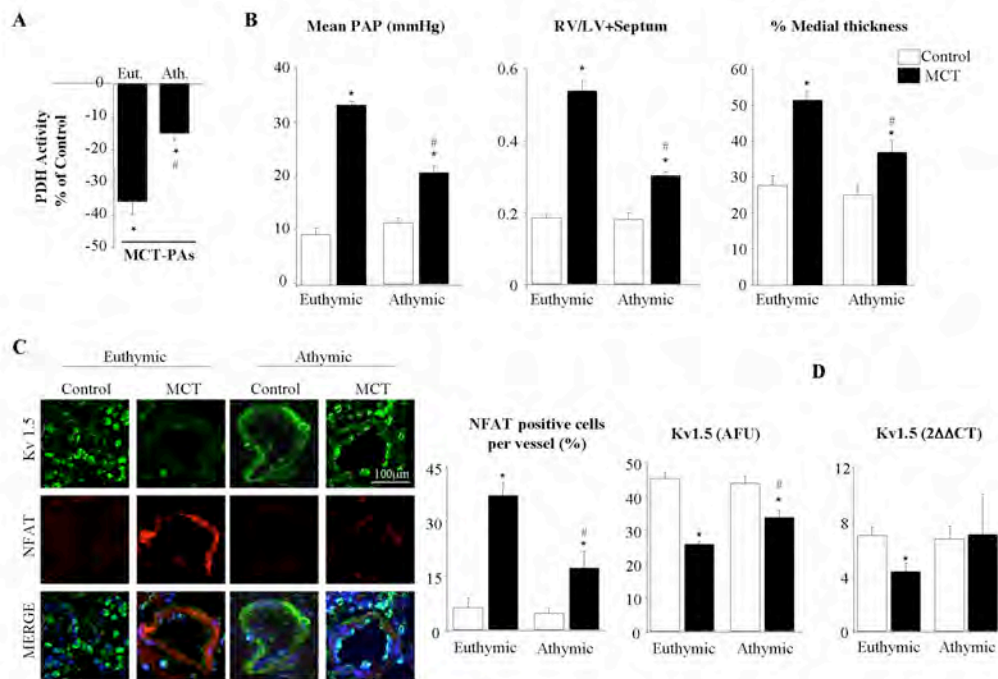 A
Eut. Ath.
0
-10
-20
-30
-40
-50
PDH Activity
% of Control
*
*
#
MCT-PAs
B
Mean PAP (mmHg)
40
30
20
10
0
*
#
*
Euthymic Athymic
RV/LV+Septum
0.6
0.4
0.2
0
*
#
*
Euthymic Athymic
% Medial thickness
Control
MCT
60
50
40
30
20
10
0
*
#
*
Euthymic Athymic
C
Euthymic Athymic
Control MCT Control MCT
Kv 1.5
100μm
NFAT
MERGE
NFAT positive cells
per vessel (%)
45
30
15
0
*
#
*
Euthymic Athymic
Kv1.5 (AFU)
50
40
30
20
10
0
*
#
*
Euthymic Athymic
D
Kv1.5 (2ΔΔCT)
12
8
4
0
*
Euthymic Athymic